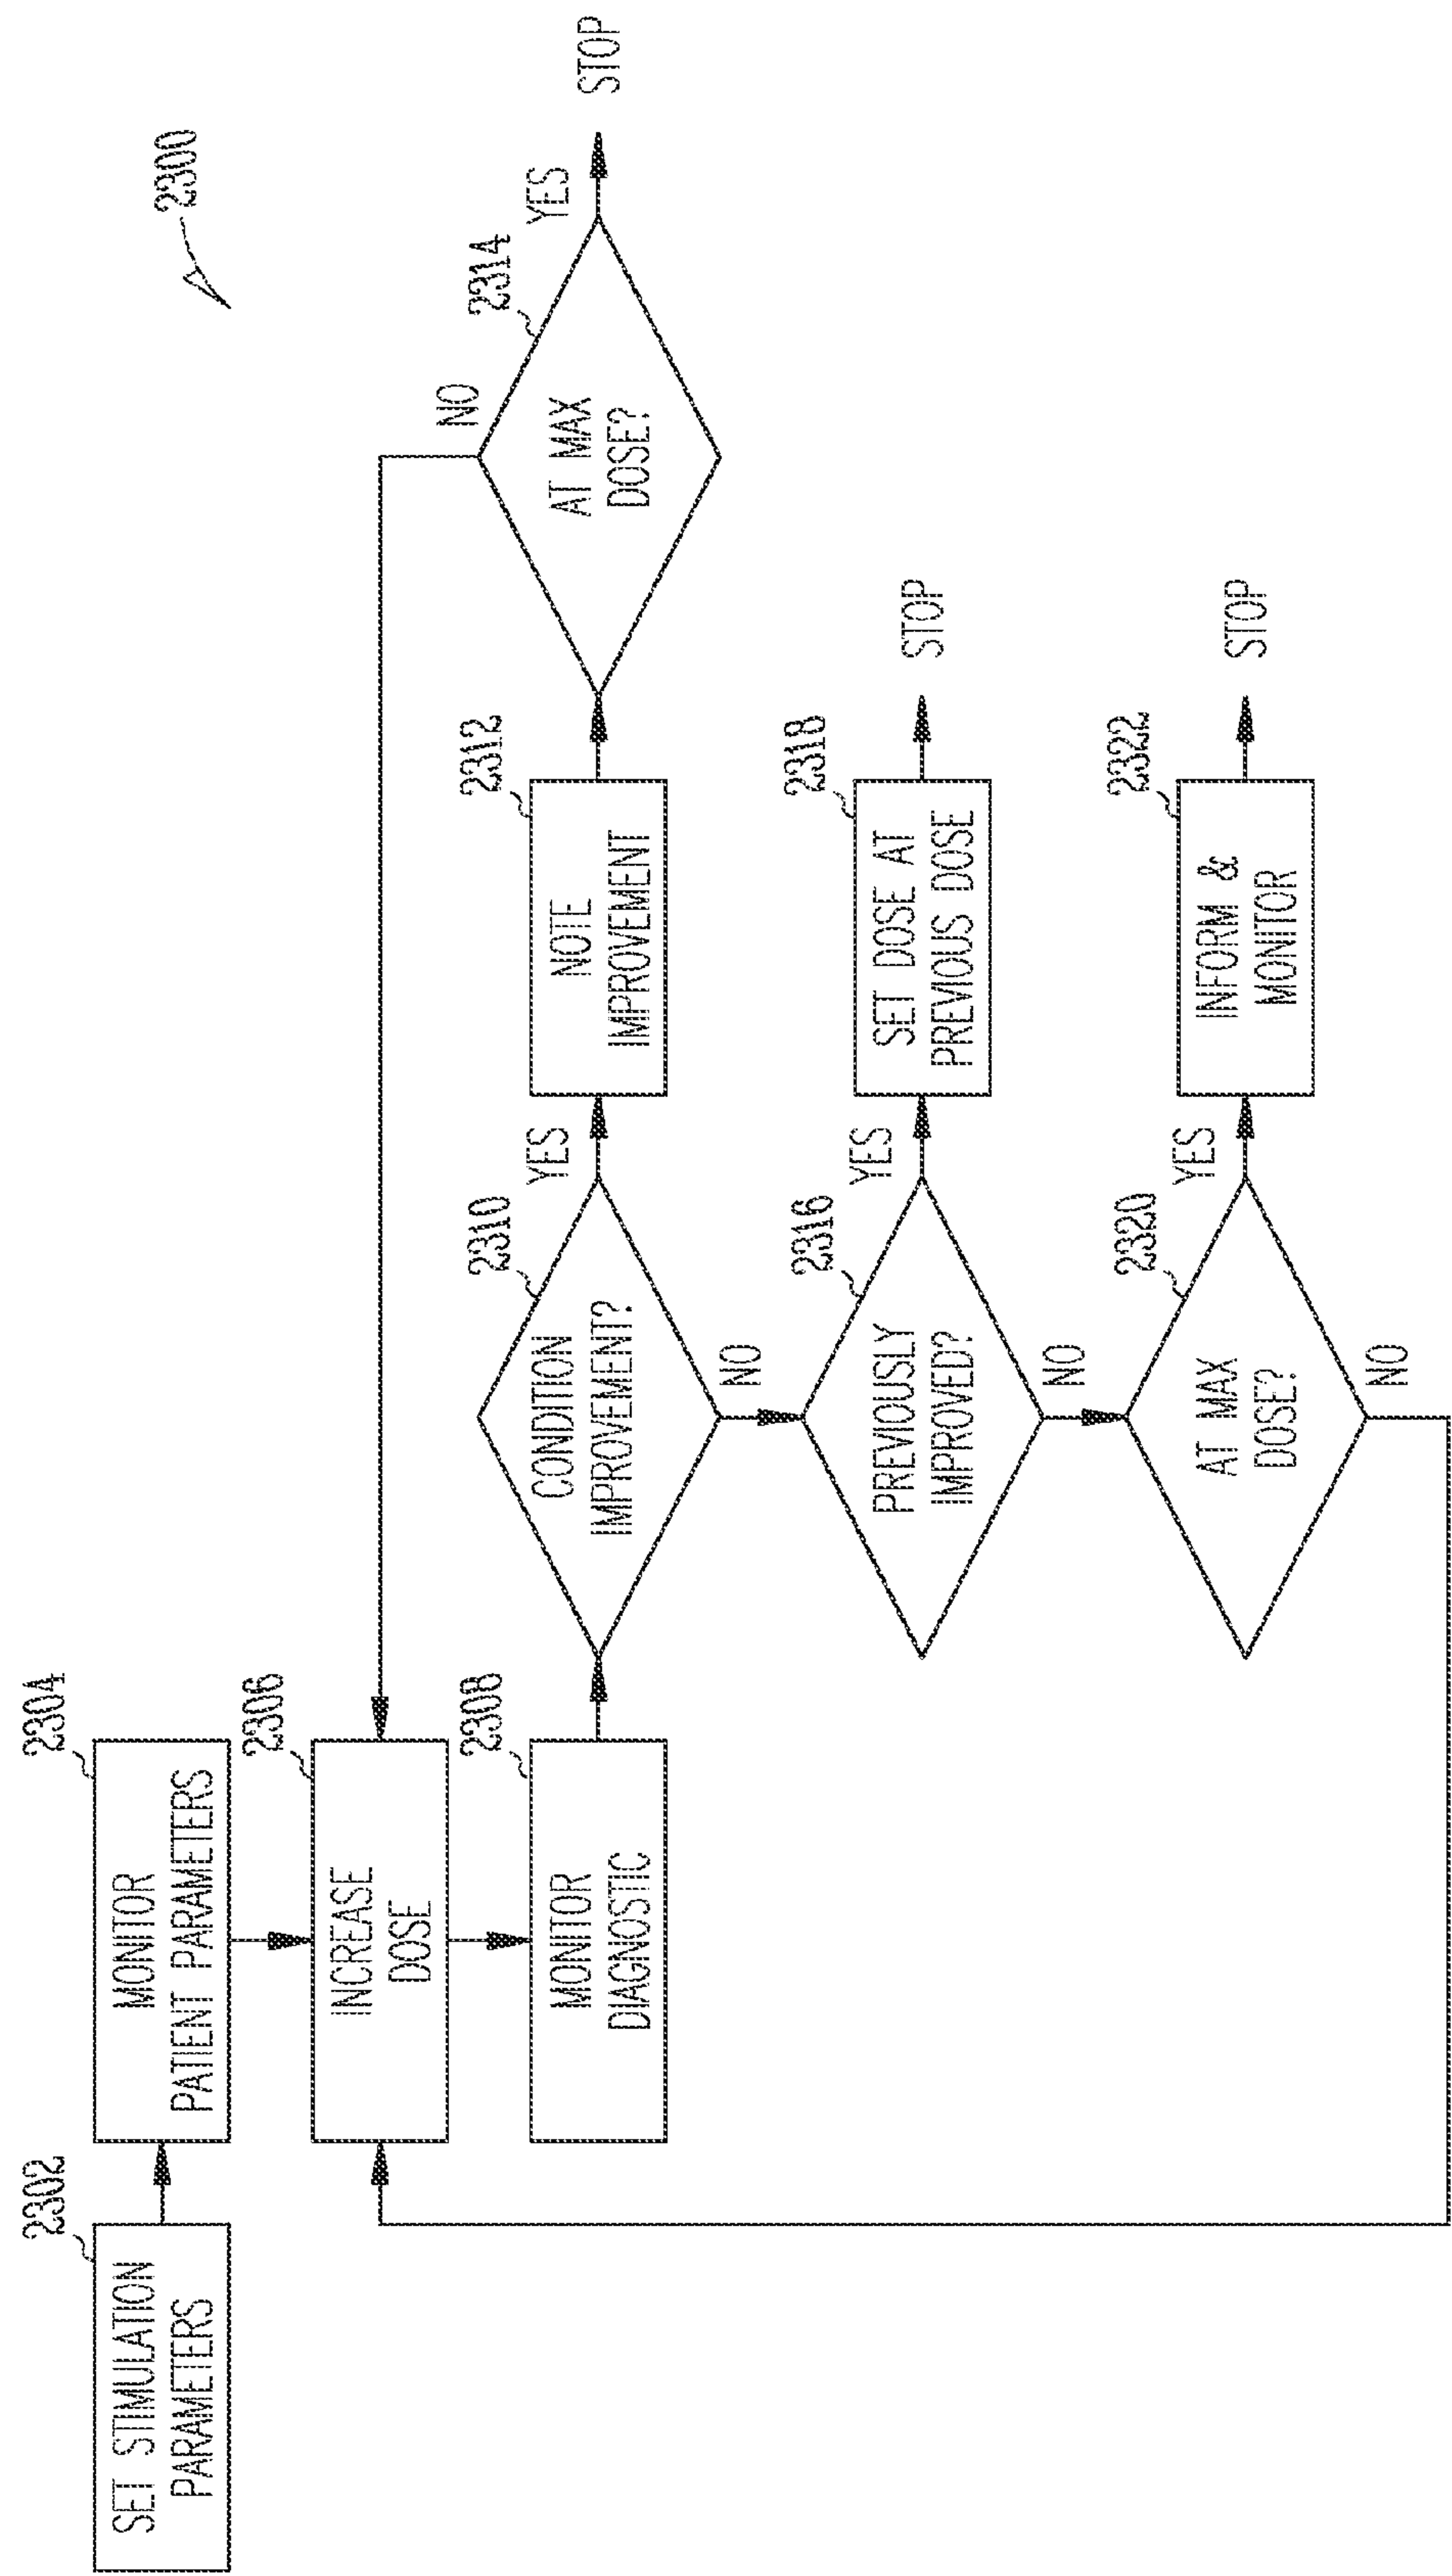 2300
2302
SET STIMULATION
PARAMETERS
2304
MONITOR
PATIENT PARAMETERS
2306
INCREASE
DOSE
2308
MONITOR
DIAGNOSTIC
2310
CONDITION
IMPROVEMENT?
YES
NO
2312
NOTE
IMPROVEMENT
2314
AT MAX
DOSE?
NO
YES
STOP
2316
PREVIOUSLY
IMPROVED?
YES
NO
2318
SET DOSE AT
PREVIOUS DOSE
STOP
2320
AT MAX
DOSE?
YES
NO
2322
INFORM &
MONITOR
STOP